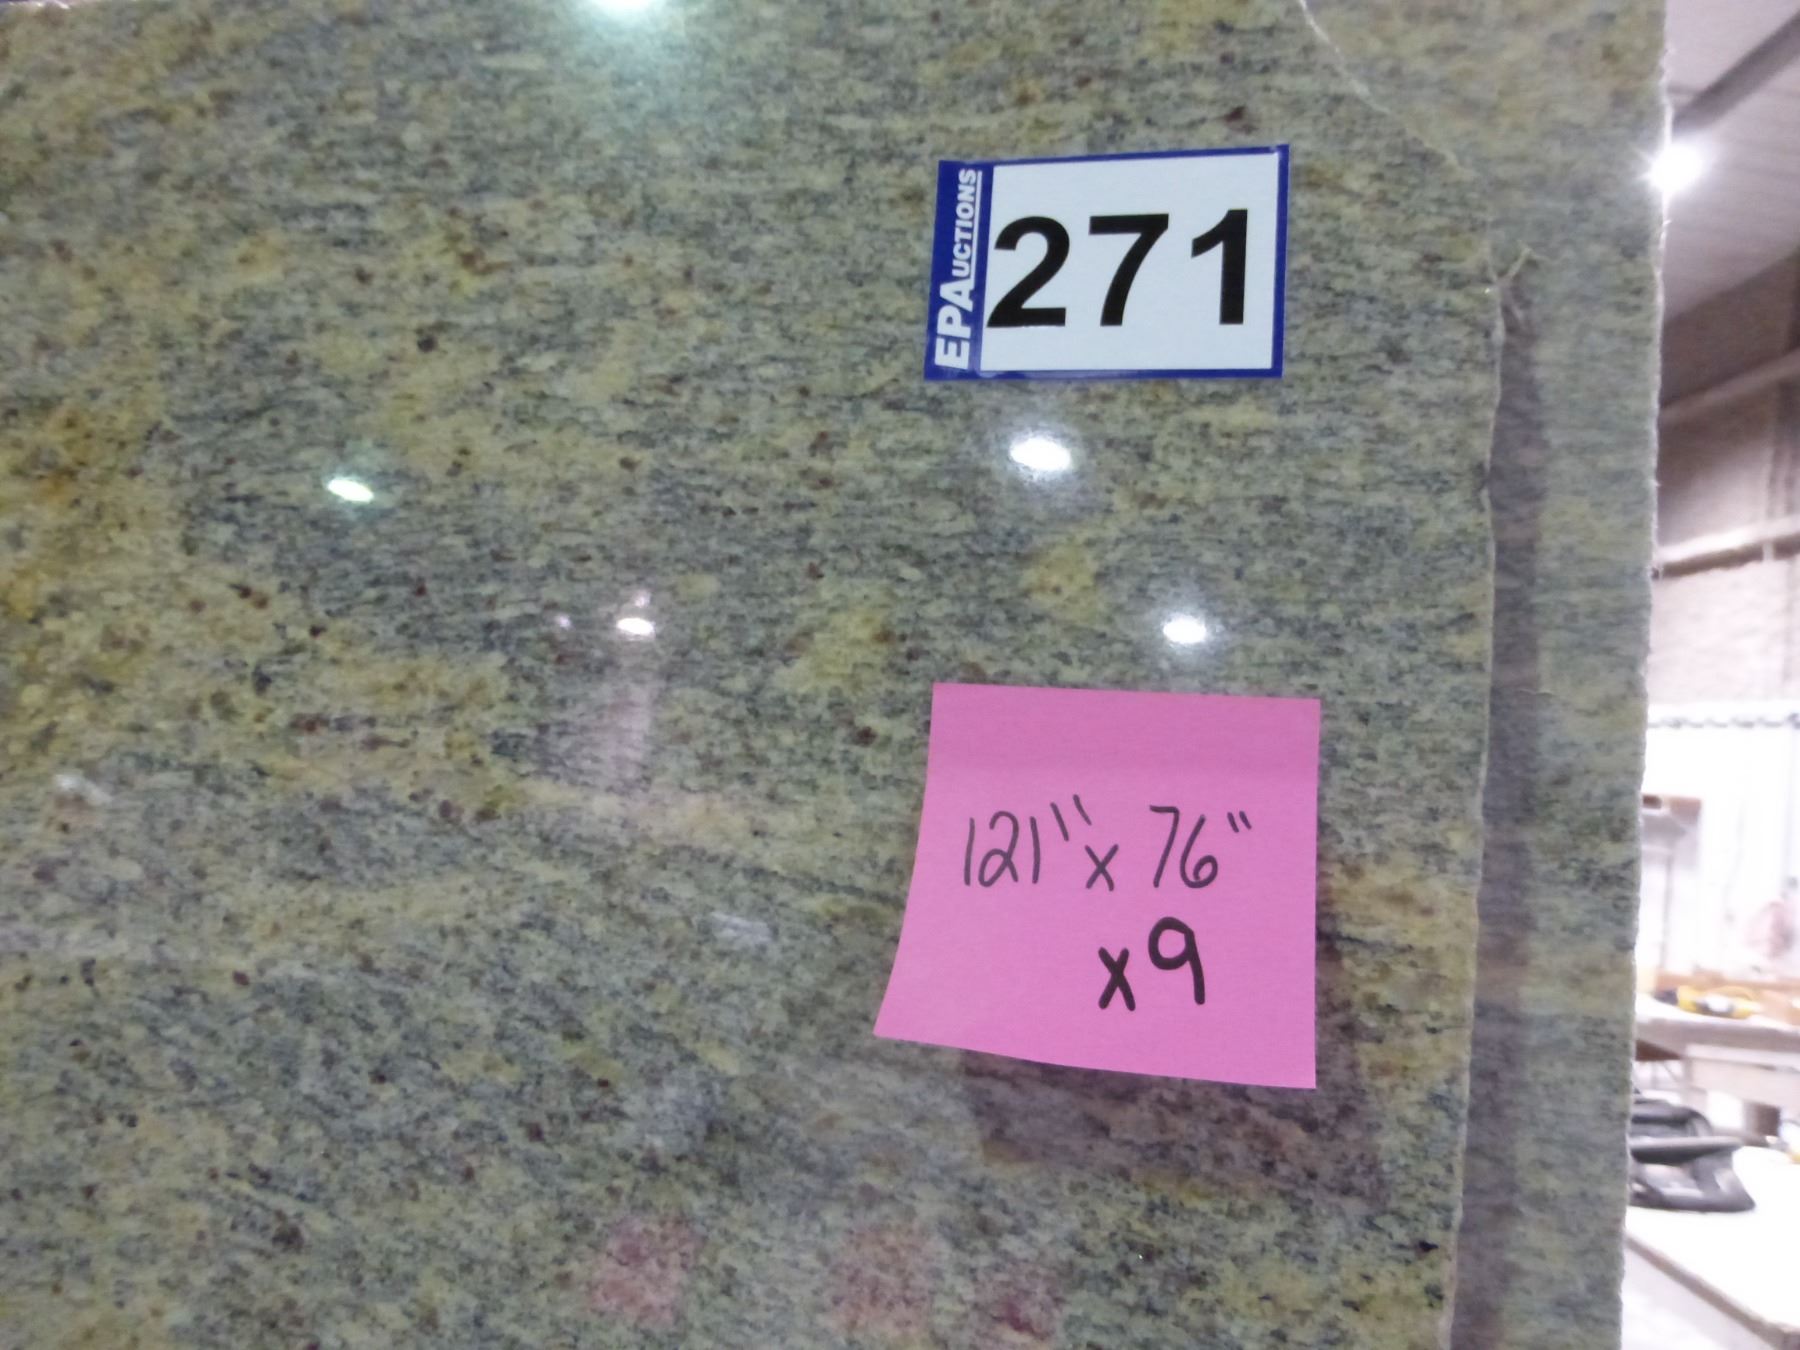 EPAUCTIONS
271
121" x 76"
x9